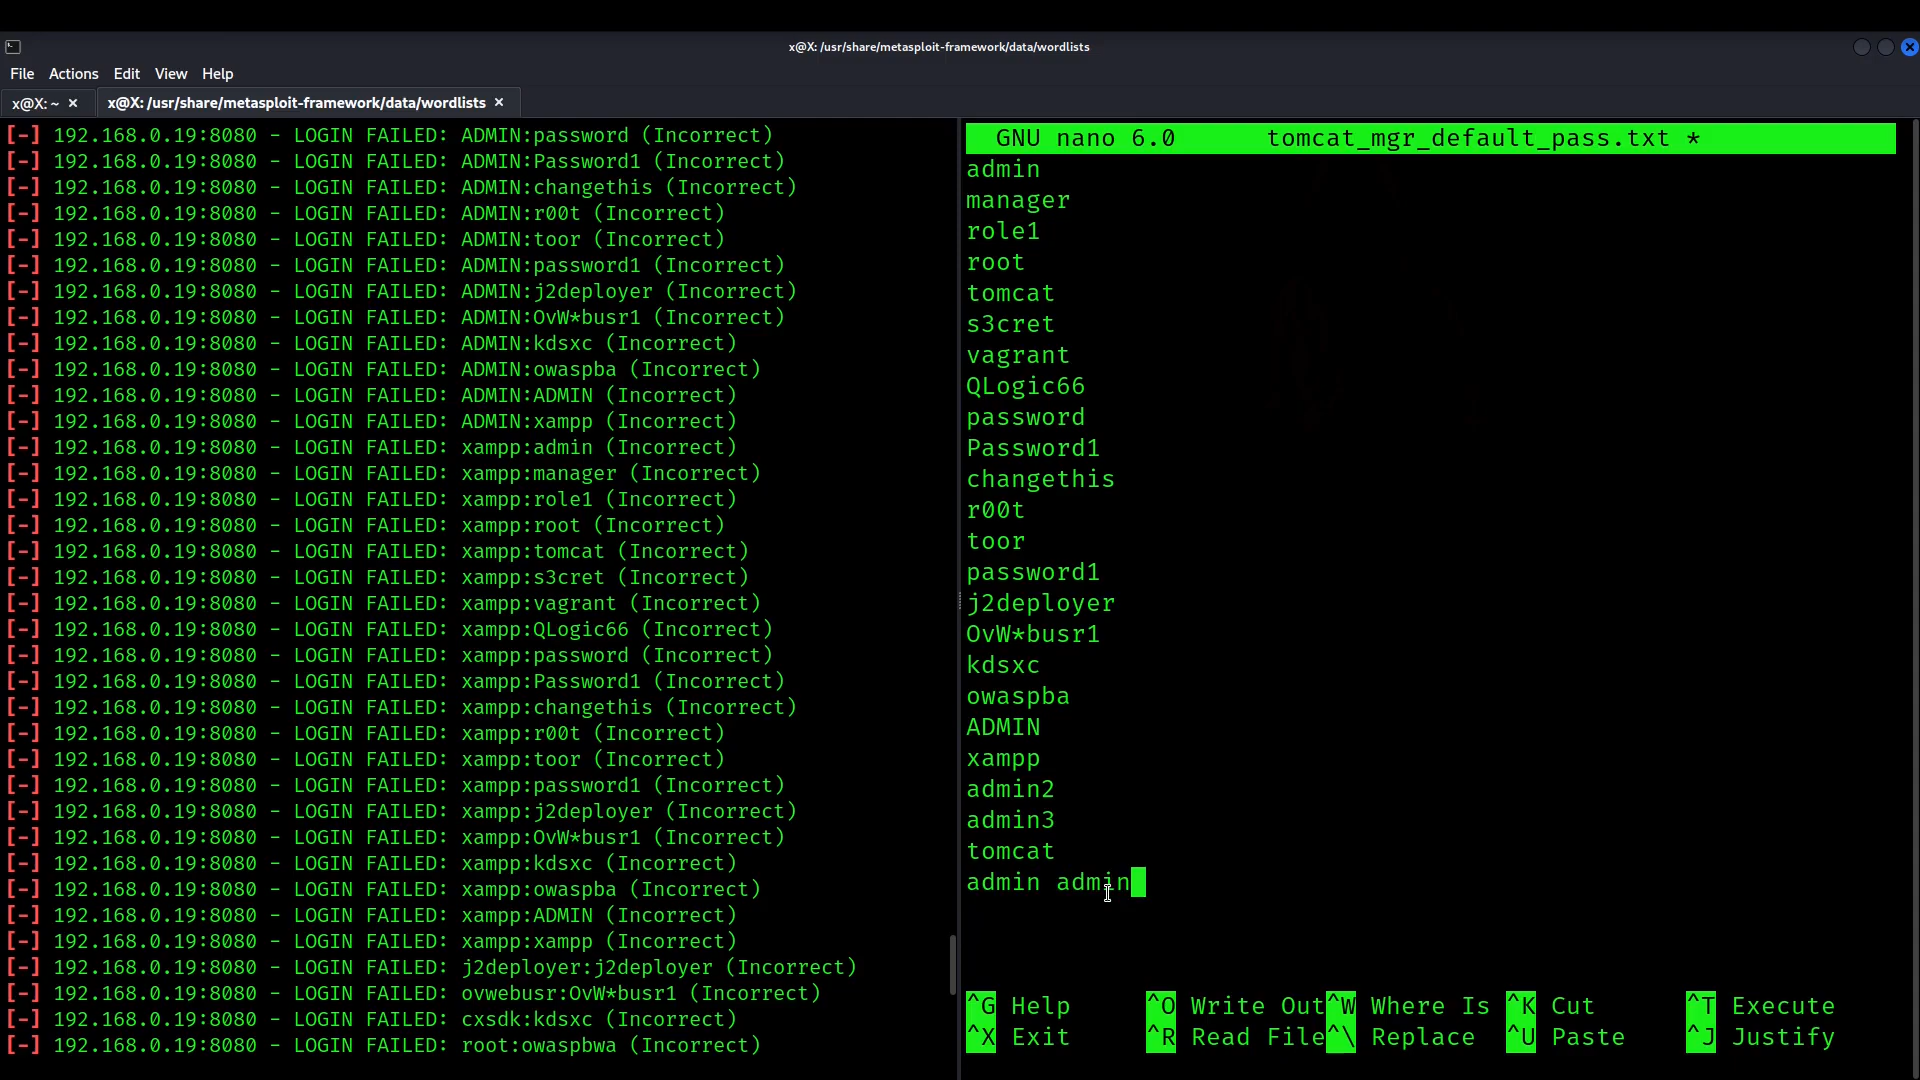 x@X: /usr/share/metasploit-framework/data/wordlists
File Actions Edit View Help
x@X: ~ × x@X: /usr/share/metasploit-framework/data/wordlists ×
[-] 192.168.0.19:8080 - LOGIN FAILED: ADMIN:password (Incorrect)
[-] 192.168.0.19:8080 - LOGIN FAILED: ADMIN:Password1 (Incorrect)
[-] 192.168.0.19:8080 - LOGIN FAILED: ADMIN:changethis (Incorrect)
[-] 192.168.0.19:8080 - LOGIN FAILED: ADMIN:r00t (Incorrect)
[-] 192.168.0.19:8080 - LOGIN FAILED: ADMIN:toor (Incorrect)
[-] 192.168.0.19:8080 - LOGIN FAILED: ADMIN:password1 (Incorrect)
[-] 192.168.0.19:8080 - LOGIN FAILED: ADMIN:j2deployer (Incorrect)
[-] 192.168.0.19:8080 - LOGIN FAILED: ADMIN:OvW*busr1 (Incorrect)
[-] 192.168.0.19:8080 - LOGIN FAILED: ADMIN:kdsxc (Incorrect)
[-] 192.168.0.19:8080 - LOGIN FAILED: ADMIN:owaspba (Incorrect)
[-] 192.168.0.19:8080 - LOGIN FAILED: ADMIN:ADMIN (Incorrect)
[-] 192.168.0.19:8080 - LOGIN FAILED: ADMIN:xampp (Incorrect)
[-] 192.168.0.19:8080 - LOGIN FAILED: xampp:admin (Incorrect)
[-] 192.168.0.19:8080 - LOGIN FAILED: xampp:manager (Incorrect)
[-] 192.168.0.19:8080 - LOGIN FAILED: xampp:role1 (Incorrect)
[-] 192.168.0.19:8080 - LOGIN FAILED: xampp:root (Incorrect)
[-] 192.168.0.19:8080 - LOGIN FAILED: xampp:tomcat (Incorrect)
[-] 192.168.0.19:8080 - LOGIN FAILED: xampp:s3cret (Incorrect)
[-] 192.168.0.19:8080 - LOGIN FAILED: xampp:vagrant (Incorrect)
[-] 192.168.0.19:8080 - LOGIN FAILED: xampp:QLogic66 (Incorrect)
[-] 192.168.0.19:8080 - LOGIN FAILED: xampp:password (Incorrect)
[-] 192.168.0.19:8080 - LOGIN FAILED: xampp:Password1 (Incorrect)
[-] 192.168.0.19:8080 - LOGIN FAILED: xampp:changethis (Incorrect)
[-] 192.168.0.19:8080 - LOGIN FAILED: xampp:r00t (Incorrect)
[-] 192.168.0.19:8080 - LOGIN FAILED: xampp:toor (Incorrect)
[-] 192.168.0.19:8080 - LOGIN FAILED: xampp:password1 (Incorrect)
[-] 192.168.0.19:8080 - LOGIN FAILED: xampp:j2deployer (Incorrect)
[-] 192.168.0.19:8080 - LOGIN FAILED: xampp:OvW*busr1 (Incorrect)
[-] 192.168.0.19:8080 - LOGIN FAILED: xampp:kdsxc (Incorrect)
[-] 192.168.0.19:8080 - LOGIN FAILED: xampp:owaspba (Incorrect)
[-] 192.168.0.19:8080 - LOGIN FAILED: xampp:ADMIN (Incorrect)
[-] 192.168.0.19:8080 - LOGIN FAILED: xampp:xampp (Incorrect)
[-] 192.168.0.19:8080 - LOGIN FAILED: j2deployer:j2deployer (Incorrect)
[-] 192.168.0.19:8080 - LOGIN FAILED: ovwebusr:OvW*busr1 (Incorrect)
[-] 192.168.0.19:8080 - LOGIN FAILED: cxsdk:kdsxc (Incorrect)
[-] 192.168.0.19:8080 - LOGIN FAILED: root:owaspbwa (Incorrect)
GNU nano 6.0 tomcat_mgr_default_pass.txt *
admin
manager
role1
root
tomcat
s3cret
vagrant
QLogic66
password
Password1
changethis
r00t
toor
password1
j2deployer
OvW*busr1
kdsxc
owaspba
ADMIN
xampp
admin2
admin3
tomcat
admin admin
^G Help ^O Write Out ^W Where Is ^K Cut ^T Execute
^X Exit ^R Read File ^\ Replace ^U Paste ^J Justify